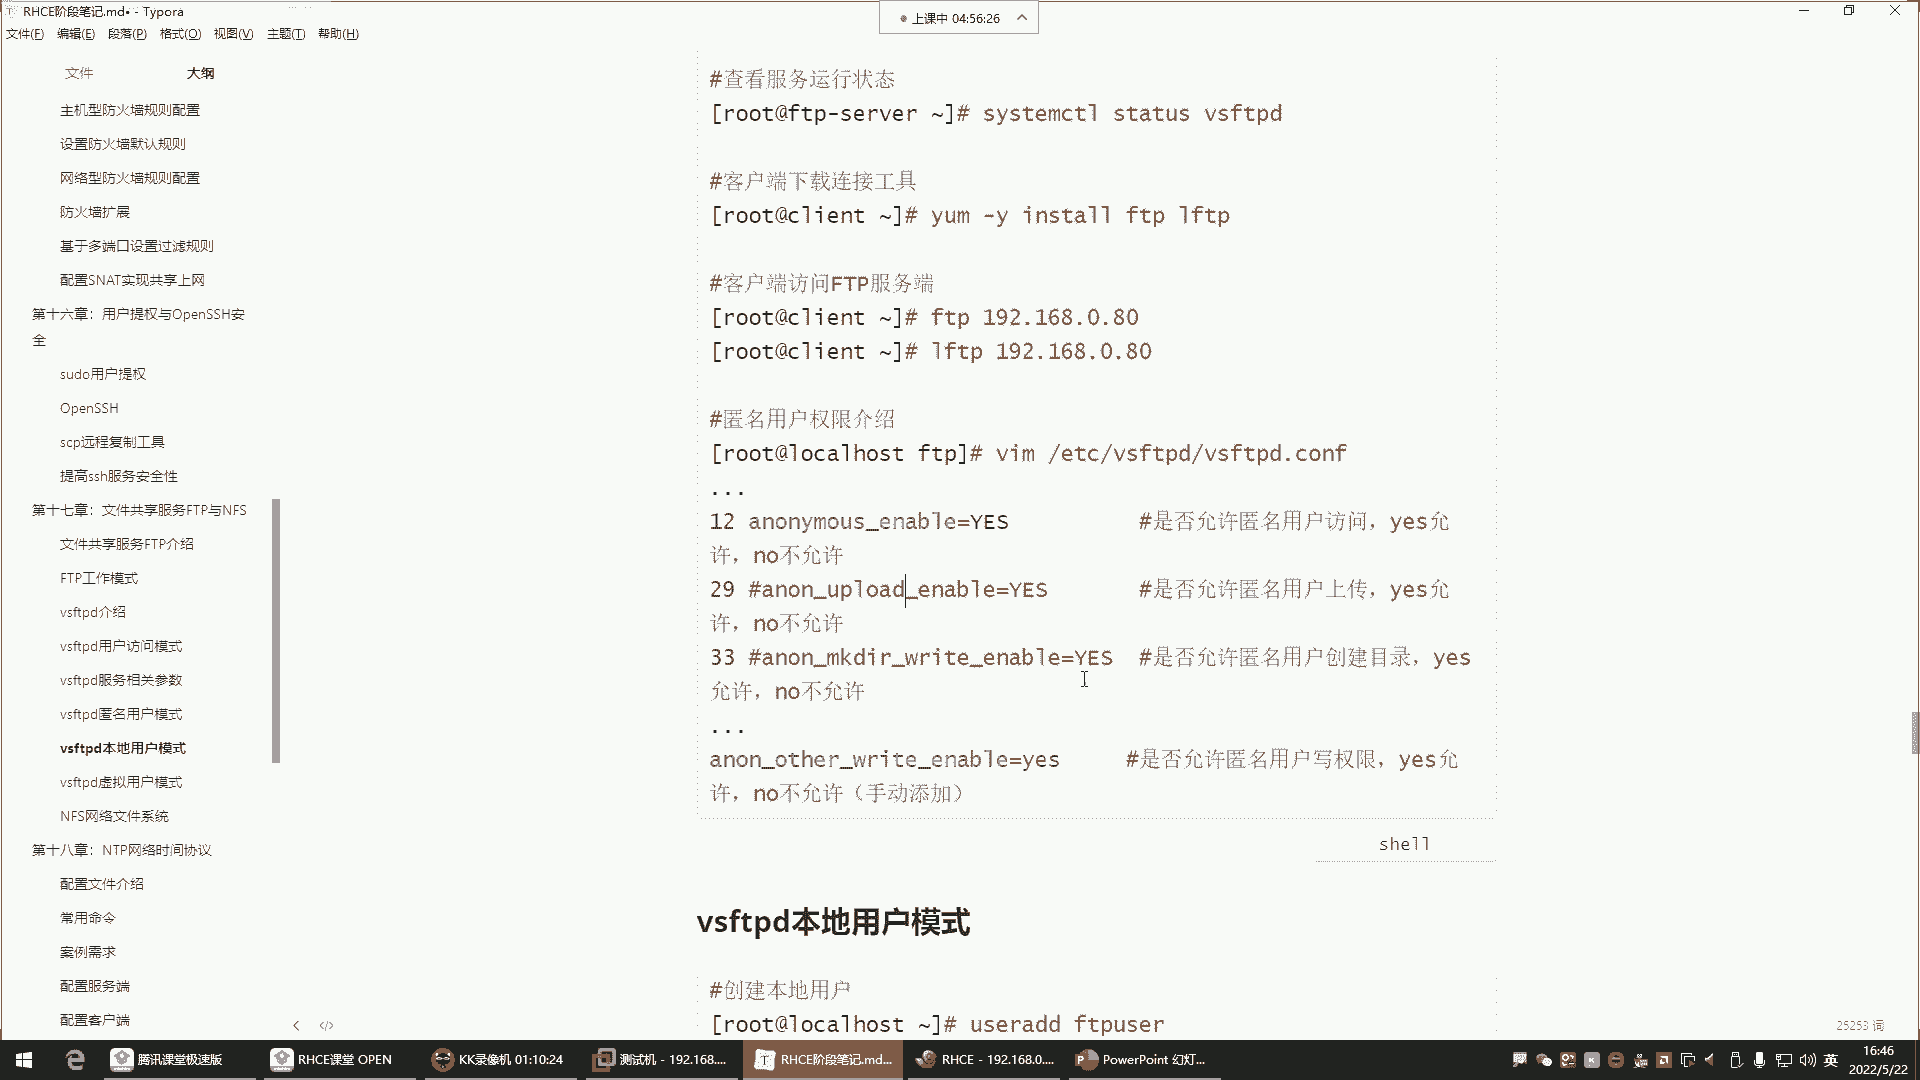 RHCE阶段笔记.md• - Typora
上课中 04:56:26
文件(F) 编辑(E) 段落(P) 格式(O) 视图(V) 主题(T) 帮助(H)
文件 大纲
主机型防火墙规则配置
设置防火墙默认规则
网络型防火墙规则配置
防火墙扩展
基于多端口设置过滤规则
配置SNAT实现共享上网
第十六章：用户提权与OpenSSH安
全
sudo用户提权
OpenSSH
scp远程复制工具
提高ssh服务安全性
第十七章：文件共享服务FTP与NFS
文件共享服务FTP介绍
FTP工作模式
vsftpd介绍
vsftpd用户访问模式
vsftpd服务相关参数
vsftpd匿名用户模式
vsftpd本地用户模式
vsftpd虚拟用户模式
NFS网络文件系统
第十八章：NTP网络时间协议
配置文件介绍
常用命令
案例需求
配置服务端
配置客户端
#查看服务运行状态
[root@ftp-server ~]# systemctl status vsftpd
#客户端下载连接工具
[root@client ~]# yum -y install ftp lftp
#客户端访问FTP服务端
[root@client ~]# ftp 192.168.0.80
[root@client ~]# lftp 192.168.0.80
#匿名用户权限介绍
[root@localhost ftp]# vim /etc/vsftpd/vsftpd.conf
...
12 anonymous_enable=YES #是否允许匿名用户访问，yes允
许，no不允许
29 #anon_upload_enable=YES #是否允许匿名用户上传，yes允
许，no不允许
33 #anon_mkdir_write_enable=YES #是否允许匿名用户创建目录，yes
允许，no不允许
...
anon_other_write_enable=yes #是否允许匿名用户写权限，yes允
许，no不允许（手动添加）
shell
vsftpd本地用户模式
#创建本地用户
[root@localhost ~]# useradd ftpuser
25253 词
腾讯课堂极速版
RHCE课堂 OPEN
KK录像机 01:10:24
测试机 - 192.168....
RHCE阶段笔记.md...
RHCE - 192.168.0....
PowerPoint 幻灯...
英
16:46
2022/5/22